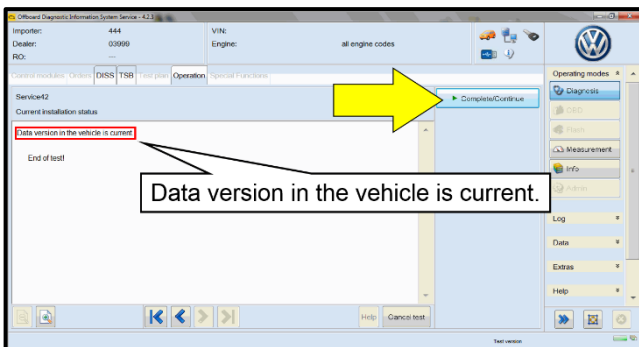 Offboard Diagnostic Information System Service - 4.2.3
Importer: 444 VIN:
Dealer: 03999 Engine: all engine codes
RO: ---
Control modules Orders DISS TSB Test plan Operation Special Functions
Service42
Current installation status
Complete/Continue
Data version in the vehicle is current.
End of test!
Data version in the vehicle is current.
Help Cancel test
Operating modes
Diagnosis
OBD
Flash
Measurement
Info
Admin
Log
Data
Extras
Help
Test version